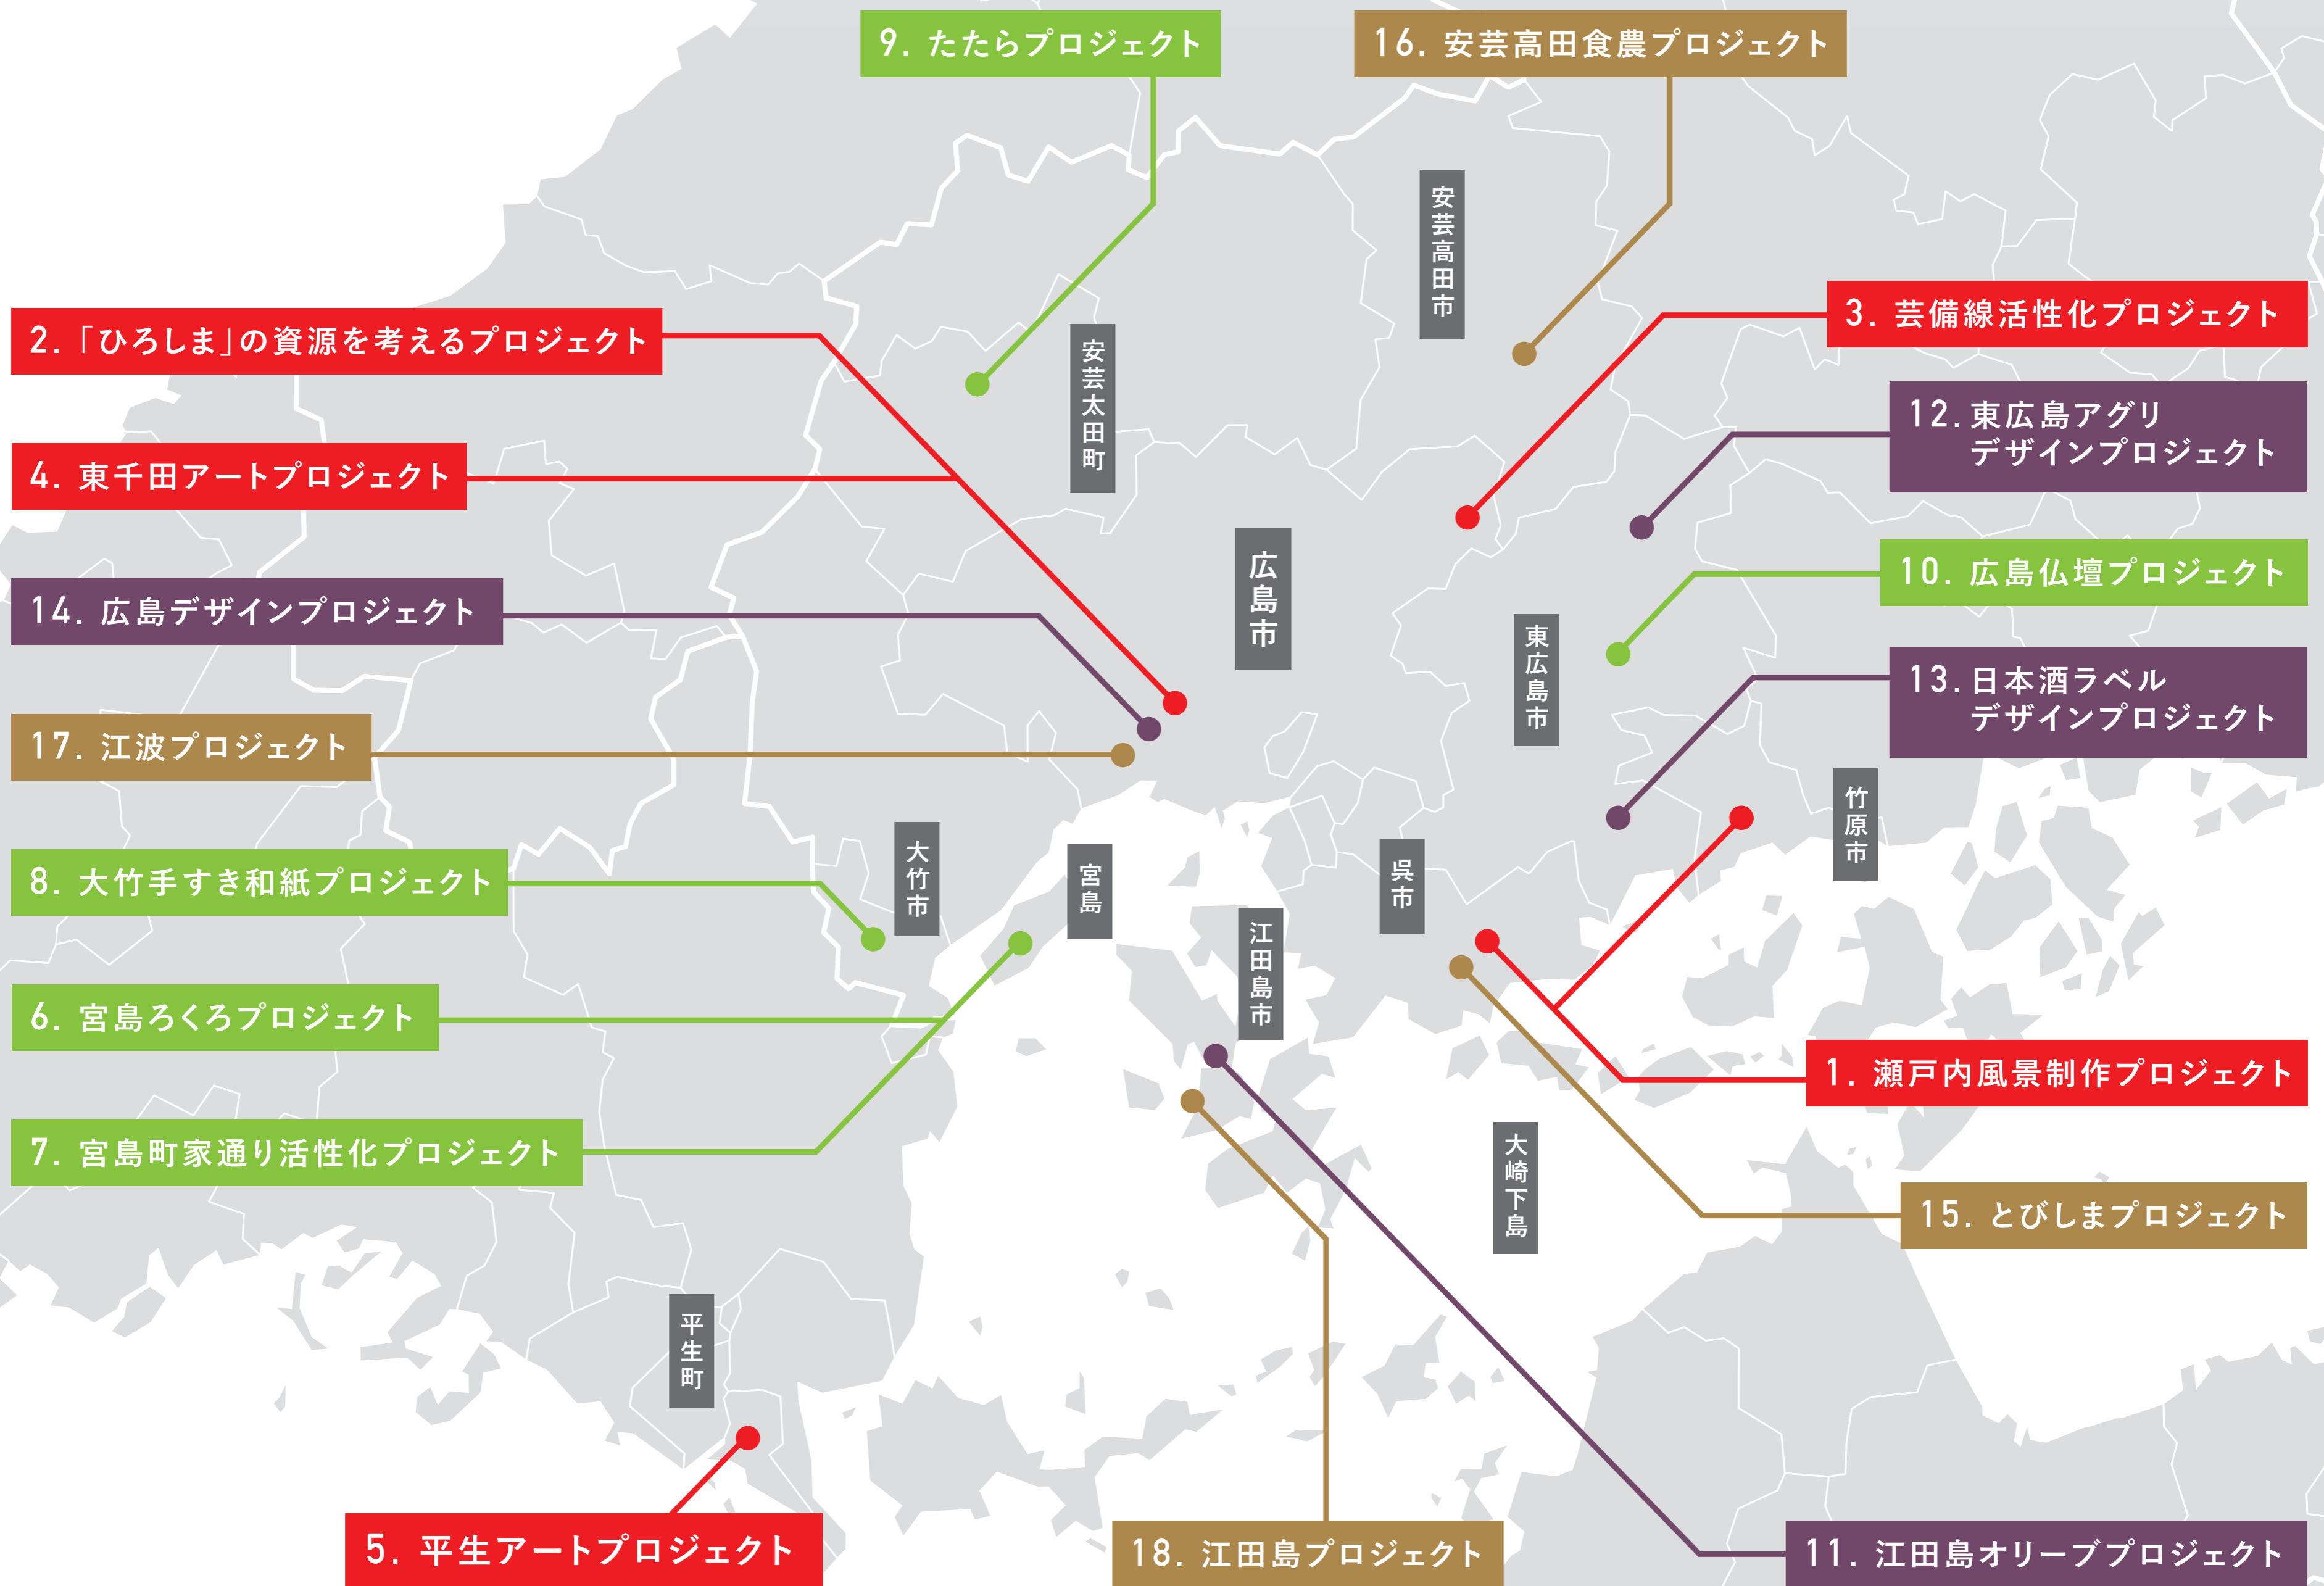 9. たたらプロジェクト
16. 安芸高田食農プロジェクト
安芸高田市
3. 芸備線活性化プロジェクト
2.「ひろしま」の資源を考えるプロジェクト
安芸太田町
12. 東広島アグリ
デザインプロジェクト
4. 東千田アートプロジェクト
広島市
10. 広島仏壇プロジェクト
14. 広島デザインプロジェクト
東広島市
13. 日本酒ラベル
デザインプロジェクト
17. 江波プロジェクト
竹原市
大竹市
宮島
呉市
8. 大竹手すき和紙プロジェクト
江田島市
6. 宮島ろくろプロジェクト
1. 瀬戸内風景制作プロジェクト
7. 宮島町家通り活性化プロジェクト
大崎下島
15. とびしまプロジェクト
平生町
5. 平生アートプロジェクト
18. 江田島プロジェクト
11. 江田島オリーブプロジェクト